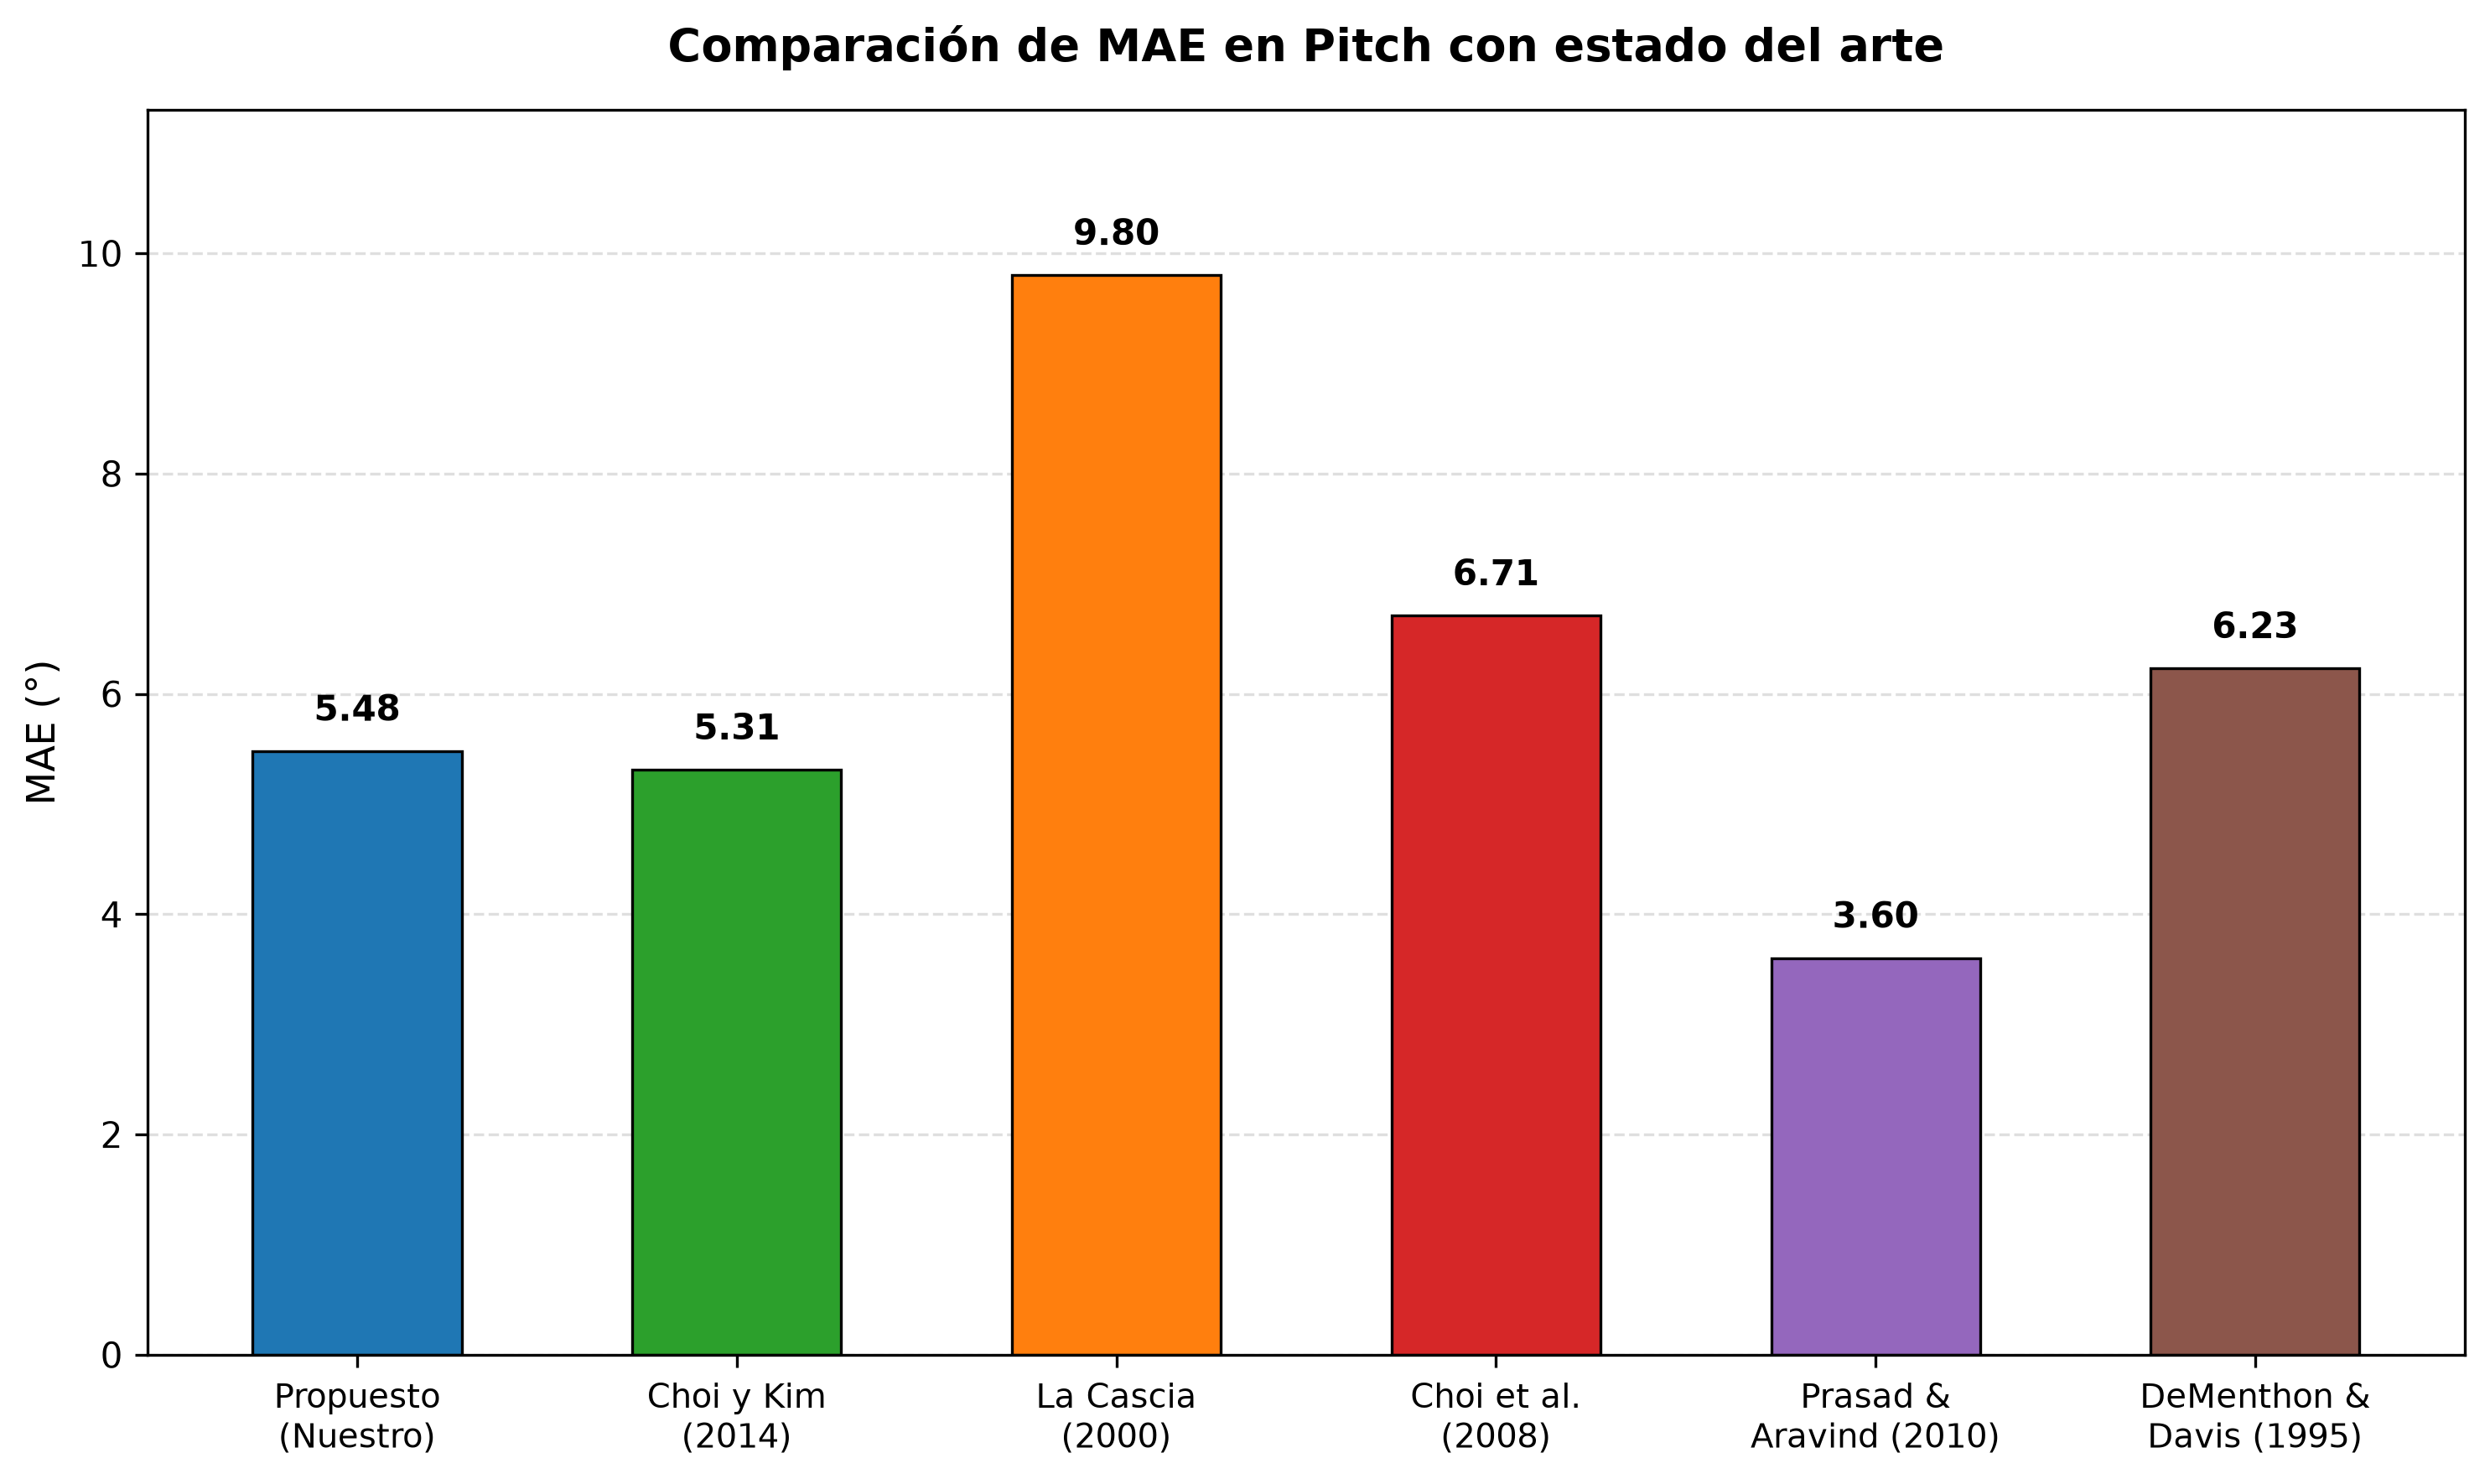 Comparación de MAE en Pitch con estado del arte
MAE (°)
10
8
6
4
2
0
5.48
5.31
9.80
6.71
3.60
6.23
Propuesto
(Nuestro)
Choi y Kim
(2014)
La Cascia
(2000)
Choi et al.
(2008)
Prasad &
Aravind (2010)
DeMenthon &
Davis (1995)